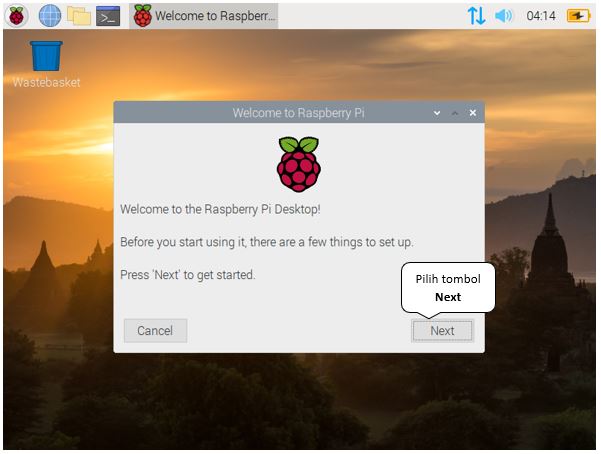 Welcome to Raspberr...
04:14
Wastebasket
Welcome to Raspberry Pi
Welcome to the Raspberry Pi Desktop!
Before you start using it, there are a few things to set up.
Press 'Next' to get started.
Pilih tombol
Next
Cancel
Next